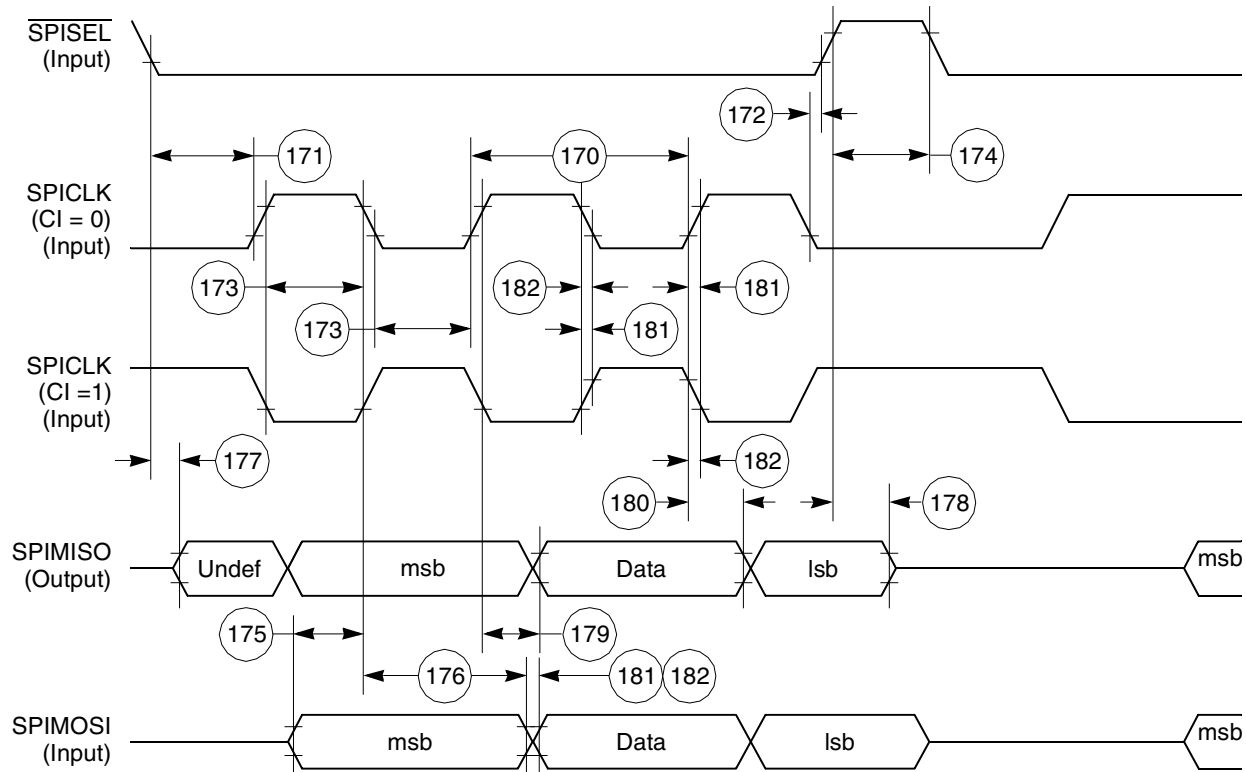 SPISEL
(Input)
172
171
170
174
SPICLK
(CI = 0)
(Input)
173
182
181
173
181
SPICLK
(CI =1)
(Input)
177
182
180
178
SPIMISO
(Output)
Undef
msb
Data
lsb
msb
175
179
176
181
182
SPIMOSI
(Input)
msb
Data
lsb
msb